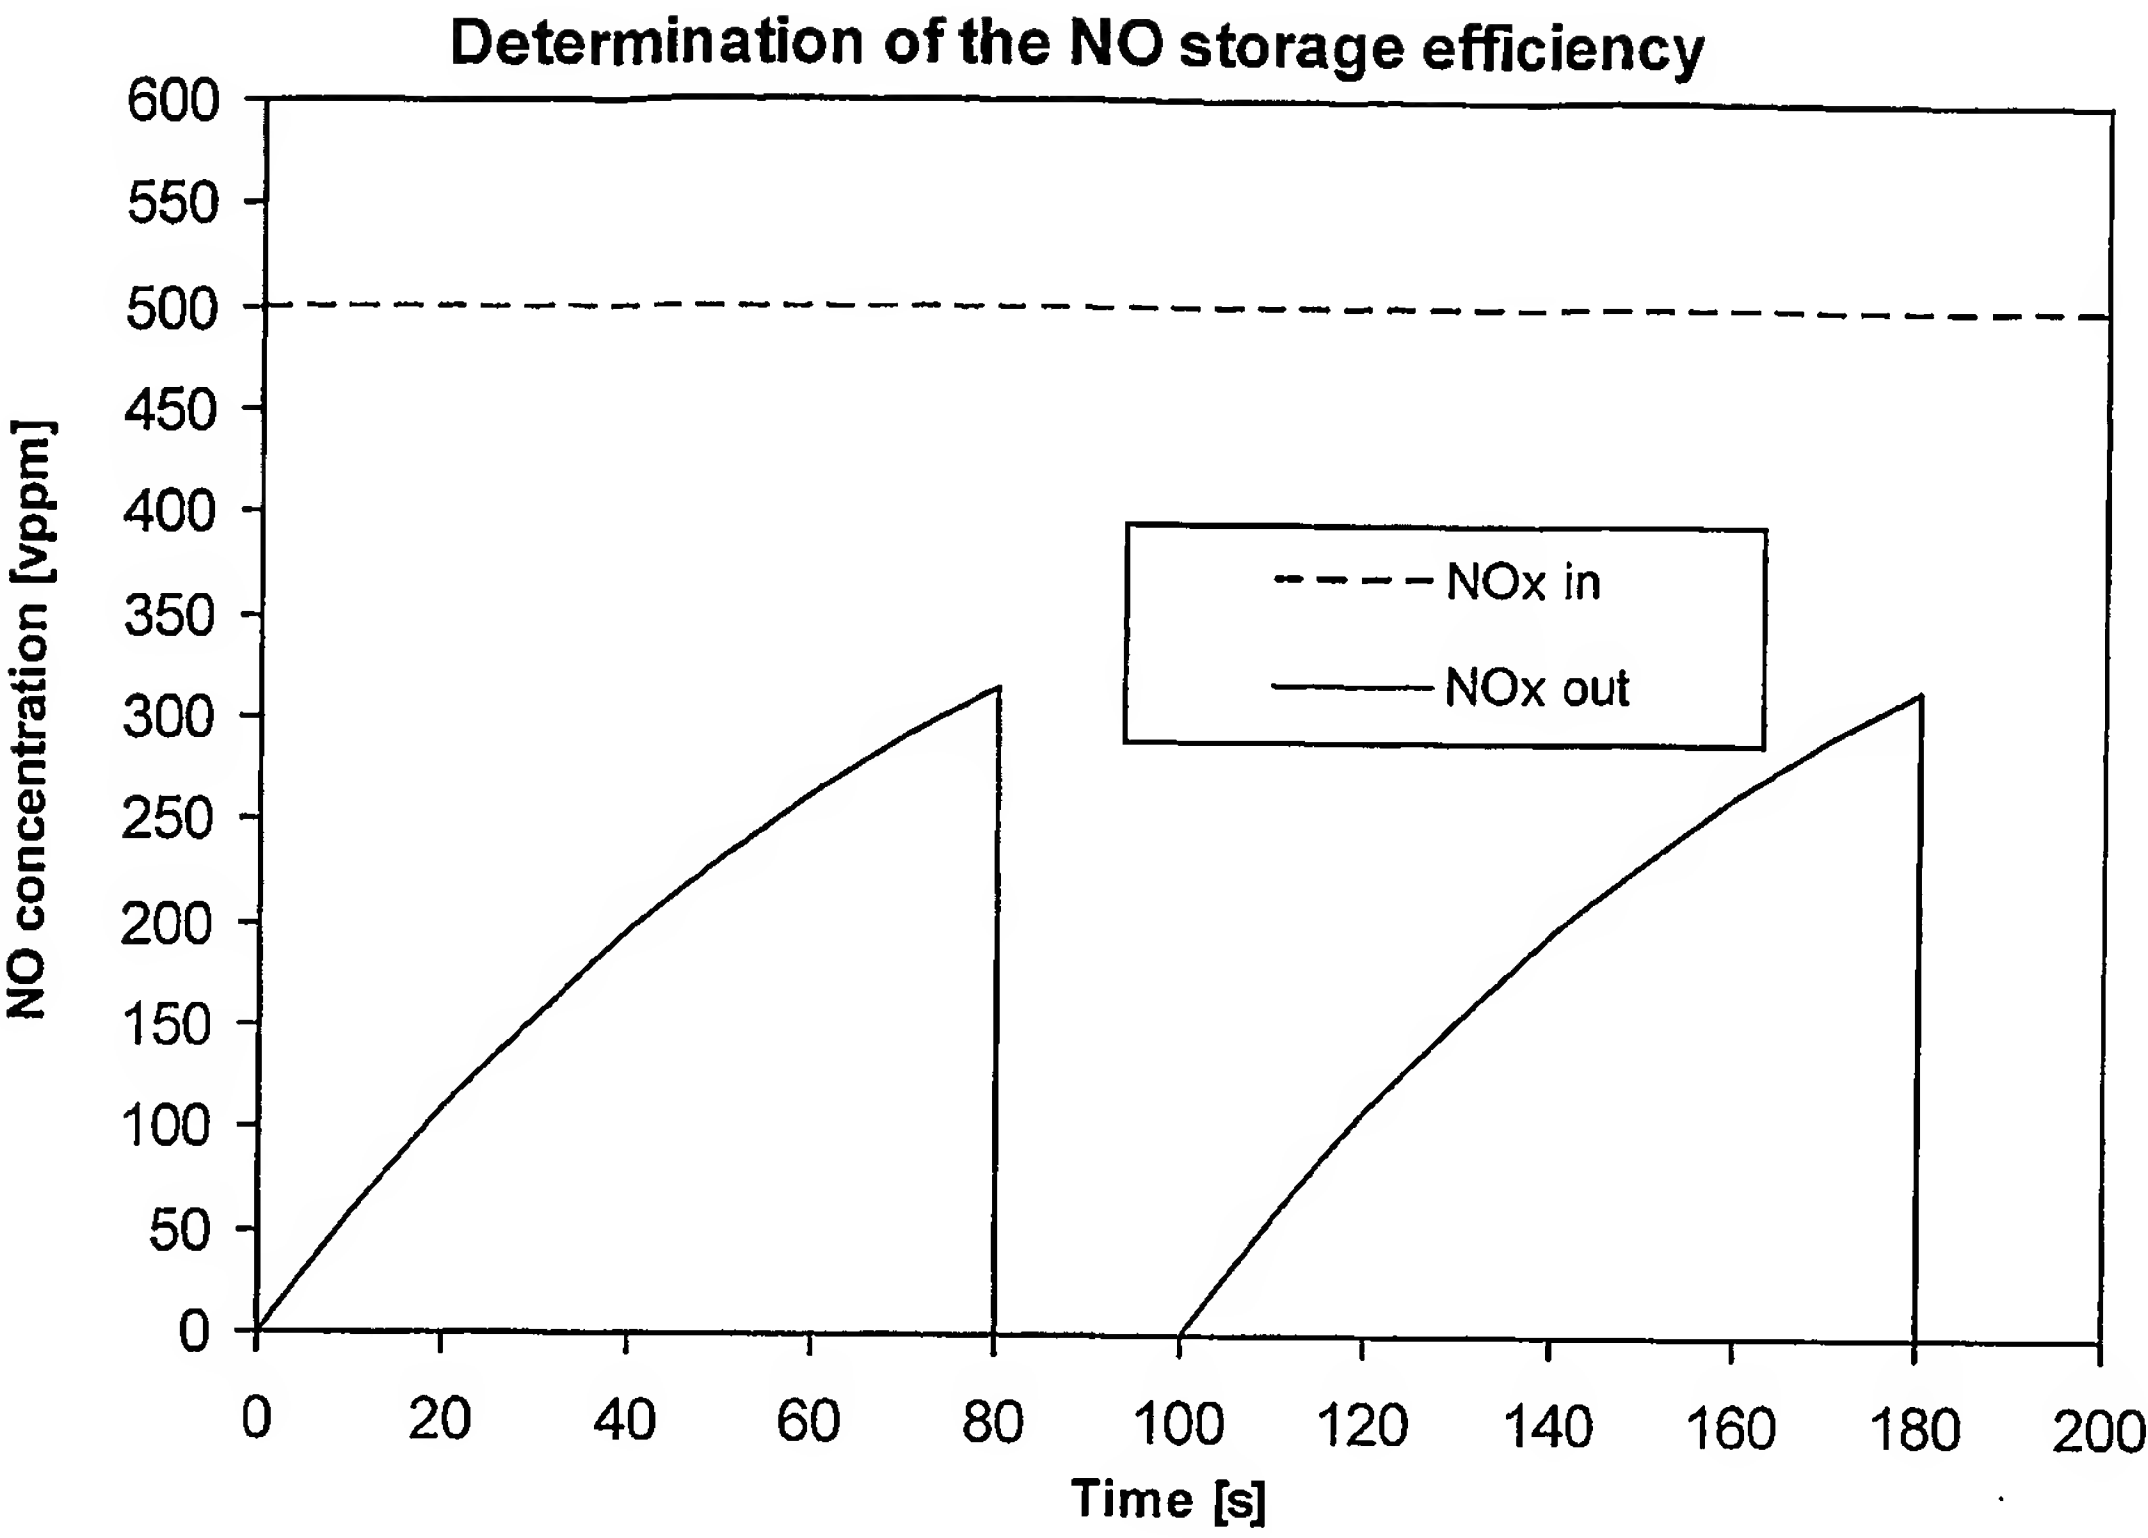 Determination of the NO storage efficiency
600
550
500
450
400
350
300
250
200
150
100
50
0
NO concentration [vppm]
NOx in
NOx out
0 20 40 60 80 100 120 140 160 180 200
Time [s]